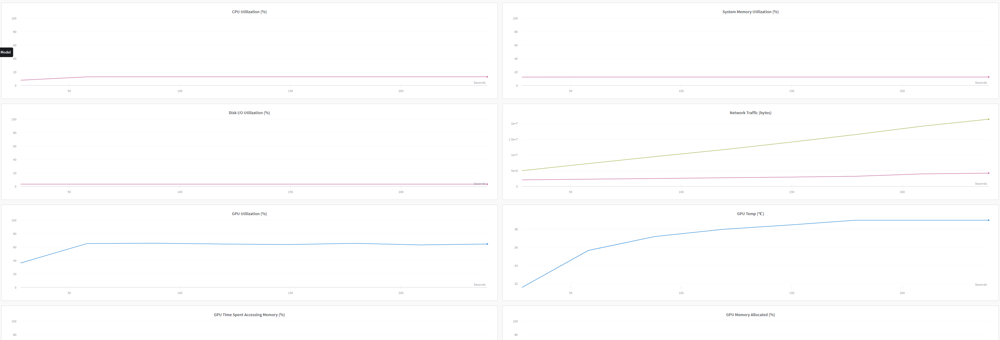 CPU Utilization (%)
100
80
60
40
20
0
Seconds
50 100 150 200
Model
System Memory Utilization (%)
100
80
60
40
20
0
Seconds
50 100 150 200
Disk I/O Utilization (%)
100
80
60
40
20
0
Seconds
50 100 150 200
Network Traffic (bytes)
2e+7
1.5e+7
1e+7
5e+6
0
Seconds
50 100 150 200
GPU Utilization (%)
100
80
60
40
20
0
Seconds
50 100 150 200
GPU Temp (℃)
38
36
34
32
Seconds
50 100 150 200
GPU Time Spent Accessing Memory (%)
100
80
GPU Memory Allocated (%)
100
80